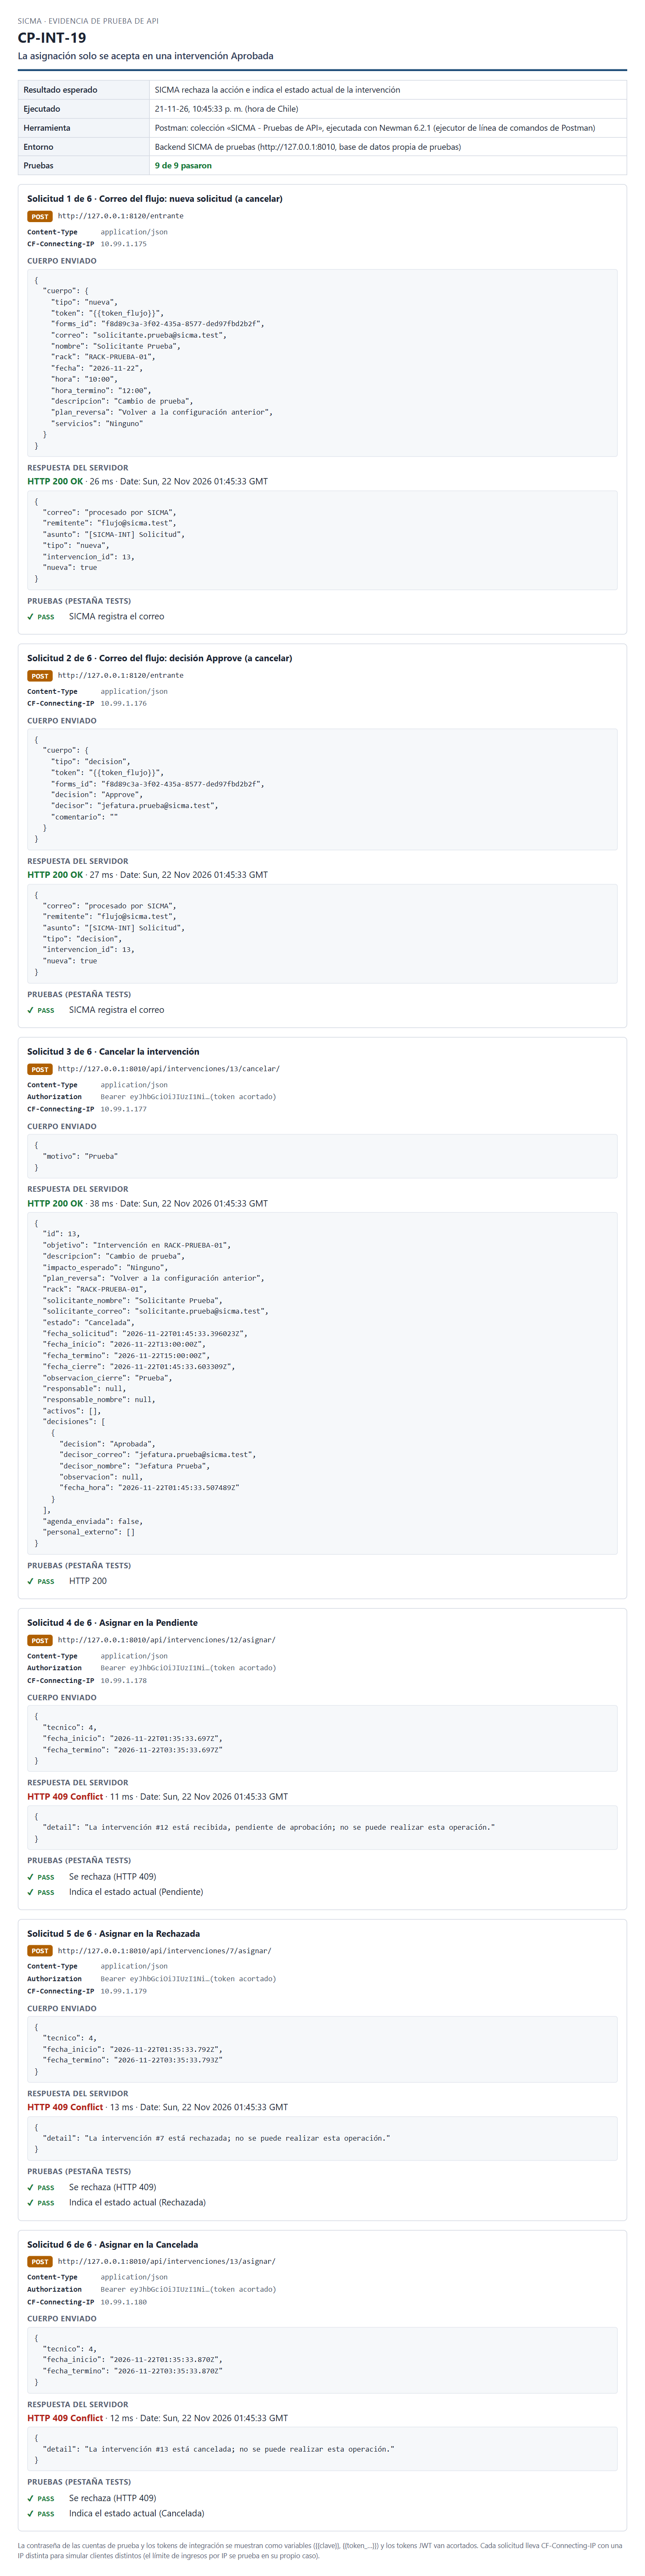 SICMA · EVIDENCIA DE PRUEBA DE API
CP-INT-19
La asignación solo se acepta en una intervención Aprobada
Resultado esperado SICMA rechaza la acción e indica el estado actual de la intervención
Ejecutado 21-11-26, 10:45:33 p. m. (hora de Chile)
Herramienta Postman: colección «SICMA - Pruebas de API», ejecutada con Newman 6.2.1 (ejecutor de línea de comandos de Postman)
Entorno Backend SICMA de pruebas (http://127.0.0.1:8010, base de datos propia de pruebas)
Pruebas 9 de 9 pasaron
Solicitud 1 de 6 · Correo del flujo: nueva solicitud (a cancelar)
POST http://127.0.0.1:8120/entrante
Content-Type application/json
CF-Connecting-IP 10.99.1.175
CUERPO ENVIADO
{
"cuerpo": {
"tipo": "nueva",
"token": "{{token_flujo}}",
"forms_id": "f8d89c3a-3f02-435a-8577-ded97fbd2b2f",
"correo": "solicitante.prueba@sicma.test",
"nombre": "Solicitante Prueba",
"rack": "RACK-PRUEBA-01",
"fecha": "2026-11-22",
"hora": "10:00",
"hora_termino": "12:00",
"descripcion": "Cambio de prueba",
"plan_reversa": "Volver a la configuración anterior",
"servicios": "Ninguno"
}
}
RESPUESTA DEL SERVIDOR
HTTP 200 OK · 26 ms · Date: Sun, 22 Nov 2026 01:45:33 GMT
{
"correo": "procesado por SICMA",
"remitente": "flujo@sicma.test",
"asunto": "[SICMA-INT] Solicitud",
"tipo": "nueva",
"intervencion_id": 13,
"nueva": true
}
PRUEBAS (PESTAÑA TESTS)
✓ PASS SICMA registra el correo
Solicitud 2 de 6 · Correo del flujo: decisión Approve (a cancelar)
POST http://127.0.0.1:8120/entrante
Content-Type application/json
CF-Connecting-IP 10.99.1.176
CUERPO ENVIADO
{
"cuerpo": {
"tipo": "decision",
"token": "{{token_flujo}}",
"forms_id": "f8d89c3a-3f02-435a-8577-ded97fbd2b2f",
"decision": "Approve",
"decisor": "jefatura.prueba@sicma.test",
"comentario": ""
}
}
RESPUESTA DEL SERVIDOR
HTTP 200 OK · 27 ms · Date: Sun, 22 Nov 2026 01:45:33 GMT
{
"correo": "procesado por SICMA",
"remitente": "flujo@sicma.test",
"asunto": "[SICMA-INT] Solicitud",
"tipo": "decision",
"intervencion_id": 13,
"nueva": true
}
PRUEBAS (PESTAÑA TESTS)
✓ PASS SICMA registra el correo
Solicitud 3 de 6 · Cancelar la intervención
POST http://127.0.0.1:8010/api/intervenciones/13/cancelar/
Content-Type application/json
Authorization Bearer eyJhbGciOiJIUzI1Ni…(token acortado)
CF-Connecting-IP 10.99.1.177
CUERPO ENVIADO
{
"motivo": "Prueba"
}
RESPUESTA DEL SERVIDOR
HTTP 200 OK · 38 ms · Date: Sun, 22 Nov 2026 01:45:33 GMT
{
"id": 13,
"objetivo": "Intervención en RACK-PRUEBA-01",
"descripcion": "Cambio de prueba",
"impacto_esperado": "Ninguno",
"plan_reversa": "Volver a la configuración anterior",
"rack": "RACK-PRUEBA-01",
"solicitante_nombre": "Solicitante Prueba",
"solicitante_correo": "solicitante.prueba@sicma.test",
"estado": "Cancelada",
"fecha_solicitud": "2026-11-22T01:45:33.396023Z",
"fecha_inicio": "2026-11-22T13:00:00Z",
"fecha_termino": "2026-11-22T15:00:00Z",
"fecha_cierre": "2026-11-22T01:45:33.603309Z",
"observacion_cierre": "Prueba",
"responsable": null,
"responsable_nombre": null,
"activos": [],
"decisiones": [
{
"decision": "Aprobada",
"decisor_correo": "jefatura.prueba@sicma.test",
"decisor_nombre": "Jefatura Prueba",
"observacion": null,
"fecha_hora": "2026-11-22T01:45:33.507489Z"
}
],
"agenda_enviada": false,
"personal_externo": []
}
PRUEBAS (PESTAÑA TESTS)
✓ PASS HTTP 200
Solicitud 4 de 6 · Asignar en la Pendiente
POST http://127.0.0.1:8010/api/intervenciones/12/asignar/
Content-Type application/json
Authorization Bearer eyJhbGciOiJIUzI1Ni…(token acortado)
CF-Connecting-IP 10.99.1.178
CUERPO ENVIADO
{
"tecnico": 4,
"fecha_inicio": "2026-11-22T01:35:33.697Z",
"fecha_termino": "2026-11-22T03:35:33.697Z"
}
RESPUESTA DEL SERVIDOR
HTTP 409 Conflict · 11 ms · Date: Sun, 22 Nov 2026 01:45:33 GMT
{
"detail": "La intervención #12 está recibida, pendiente de aprobación; no se puede realizar esta operación."
}
PRUEBAS (PESTAÑA TESTS)
✓ PASS Se rechaza (HTTP 409)
✓ PASS Indica el estado actual (Pendiente)
Solicitud 5 de 6 · Asignar en la Rechazada
POST http://127.0.0.1:8010/api/intervenciones/7/asignar/
Content-Type application/json
Authorization Bearer eyJhbGciOiJIUzI1Ni…(token acortado)
CF-Connecting-IP 10.99.1.179
CUERPO ENVIADO
{
"tecnico": 4,
"fecha_inicio": "2026-11-22T01:35:33.792Z",
"fecha_termino": "2026-11-22T03:35:33.793Z"
}
RESPUESTA DEL SERVIDOR
HTTP 409 Conflict · 13 ms · Date: Sun, 22 Nov 2026 01:45:33 GMT
{
"detail": "La intervención #7 está rechazada; no se puede realizar esta operación."
}
PRUEBAS (PESTAÑA TESTS)
✓ PASS Se rechaza (HTTP 409)
✓ PASS Indica el estado actual (Rechazada)
Solicitud 6 de 6 · Asignar en la Cancelada
POST http://127.0.0.1:8010/api/intervenciones/13/asignar/
Content-Type application/json
Authorization Bearer eyJhbGciOiJIUzI1Ni…(token acortado)
CF-Connecting-IP 10.99.1.180
CUERPO ENVIADO
{
"tecnico": 4,
"fecha_inicio": "2026-11-22T01:35:33.870Z",
"fecha_termino": "2026-11-22T03:35:33.870Z"
}
RESPUESTA DEL SERVIDOR
HTTP 409 Conflict · 12 ms · Date: Sun, 22 Nov 2026 01:45:33 GMT
{
"detail": "La intervención #13 está cancelada; no se puede realizar esta operación."
}
PRUEBAS (PESTAÑA TESTS)
✓ PASS Se rechaza (HTTP 409)
✓ PASS Indica el estado actual (Cancelada)
La contraseña de las cuentas de prueba y los tokens de integración se muestran como variables ({{clave}}, {{token_…}}) y los tokens JWT van acortados. Cada solicitud lleva CF-Connecting-IP con una
IP distinta para simular clientes distintos (el límite de ingresos por IP se prueba en su propio caso).